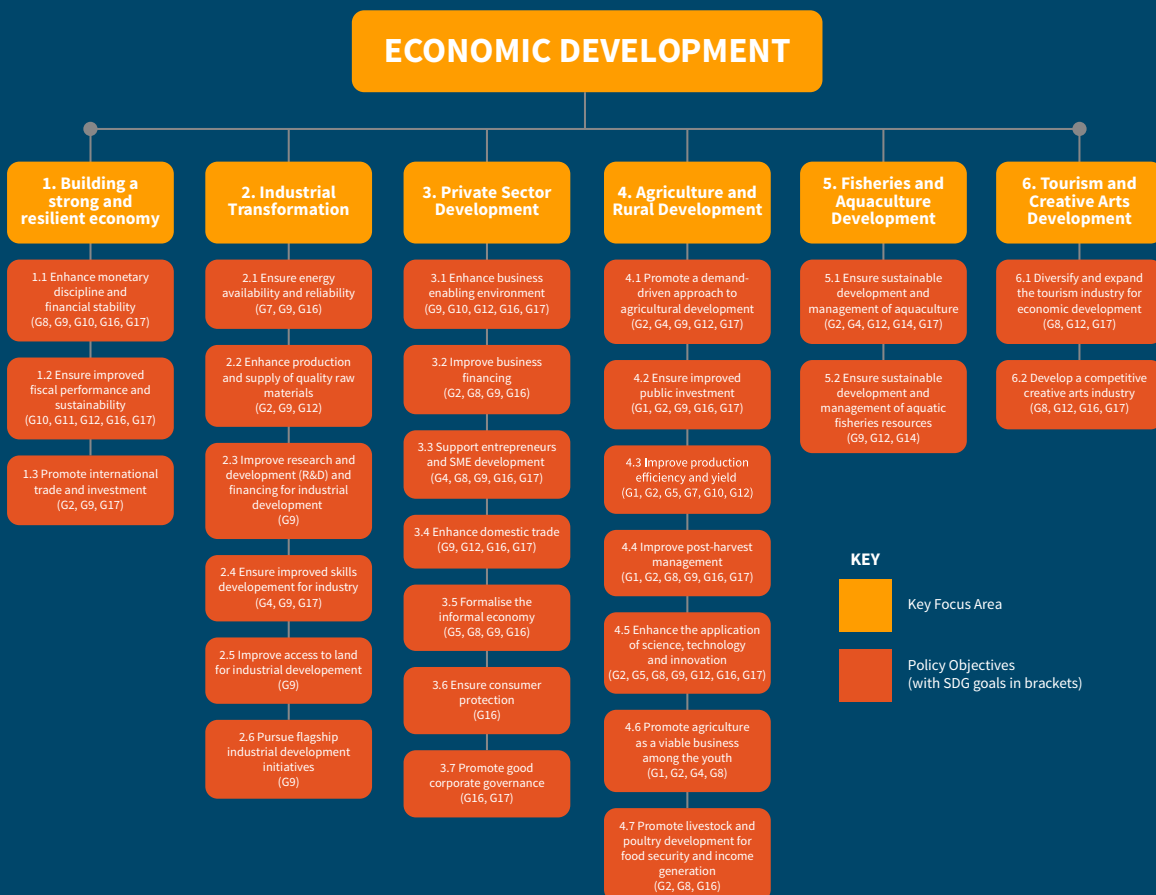 ECONOMIC DEVELOPMENT
1. Building a
strong and
resilient economy
1.1 Enhance monetary
discipline and
financial stability
(G8, G9, G10, G16, G17)
1.2 Ensure improved
fiscal performance and
sustainability
(G10, G11, G12, G16, G17)
1.3 Promote international
trade and investment
(G2, G9, G17)
2. Industrial
Transformation
2.1 Ensure energy
availability and reliability
(G7, G9, G16)
2.2 Enhance production
and supply of quality raw
materials
(G2, G9, G12)
2.3 Improve research and
development (R&D) and
financing for industrial
development
(G9)
2.4 Ensure improved skills
developement for industry
(G4, G9, G17)
2.5 Improve access to land
for industrial developement
(G9)
2.6 Pursue flagship
industrial development
initiatives
(G9)
3. Private Sector
Development
3.1 Enhance business
enabling environment
(G9, G10, G12, G16, G17)
3.2 Improve business
financing
(G2, G8, G9, G16)
3.3 Support entrepreneurs
and SME development
(G4, G8, G9, G16, G17)
3.4 Enhance domestic trade
(G9, G12, G16, G17)
3.5 Formalise the
informal economy
(G5, G8, G9, G16)
3.6 Ensure consumer
protection
(G16)
3.7 Promote good
corporate governance
(G16, G17)
4. Agriculture and
Rural Development
4.1 Promote a demand-
driven approach to
agricultural development
(G2, G4, G9, G12, G17)
4.2 Ensure improved
public investment
(G1, G2, G9, G16, G17)
4.3 Improve production
efficiency and yield
(G1, G2, G5, G7, G10, G12)
4.4 Improve post-harvest
management
(G1, G2, G8, G9, G16, G17)
4.5 Enhance the application
of science, technology
and innovation
(G2, G5, G8, G9, G12, G16, G17)
4.6 Promote agriculture
as a viable business
among the youth
(G1, G2, G4, G8)
4.7 Promote livestock and
poultry development for
food security and income
generation
(G2, G8, G16)
5. Fisheries and
Aquaculture
Development
5.1 Ensure sustainable
development and
management of aquaculture
(G2, G4, G12, G14, G17)
5.2 Ensure sustainable
development and
management of aquatic
fisheries resources
(G9, G12, G14)
6. Tourism and
Creative Arts
Development
6.1 Diversify and expand
the tourism industry for
economic development
(G8, G12, G17)
6.2 Develop a competitive
creative arts industry
(G8, G12, G16, G17)
KEY
Key Focus Area
Policy Objectives
(with SDG goals in brackets)